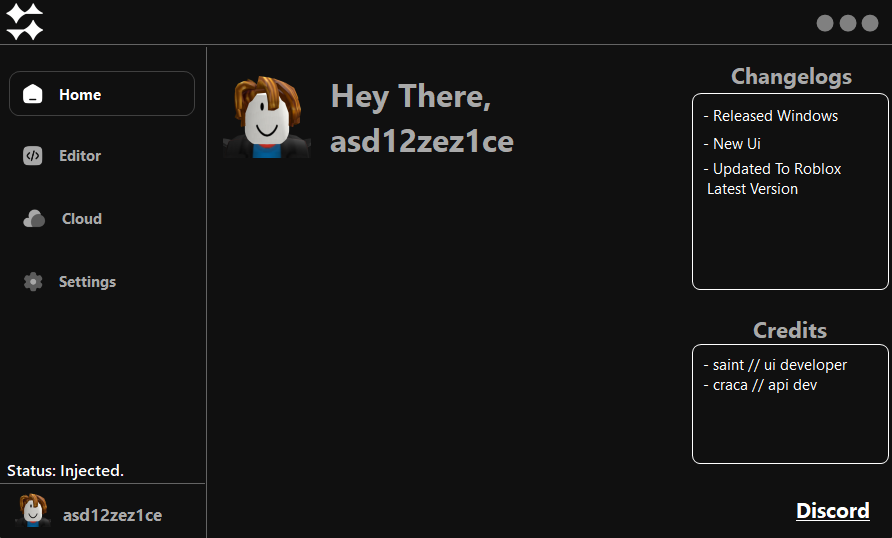 Home
Editor
Cloud
Settings
Status: Injected.
asd12zez1ce
Hey There,
asd12zez1ce
Changelogs
- Released Windows
- New Ui
- Updated To Roblox
Latest Version
Credits
- saint // ui developer
- craca // api dev
Discord